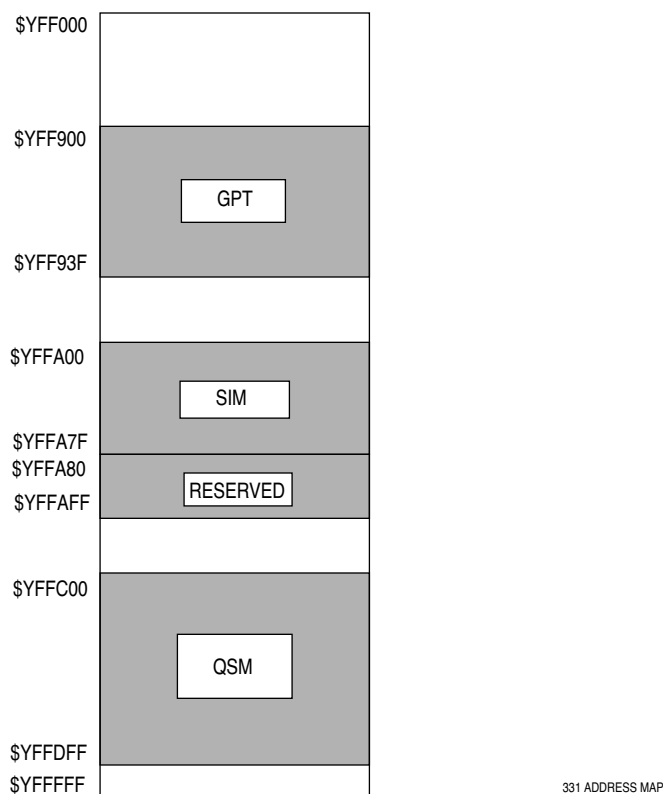 $YFF000
$YFF900
GPT
$YFF93F
$YFFA00
SIM
$YFFA7F
$YFFA80
RESERVED
$YFFAFF
$YFFC00
QSM
$YFFDFF
$YFFFFF
331 ADDRESS MAP